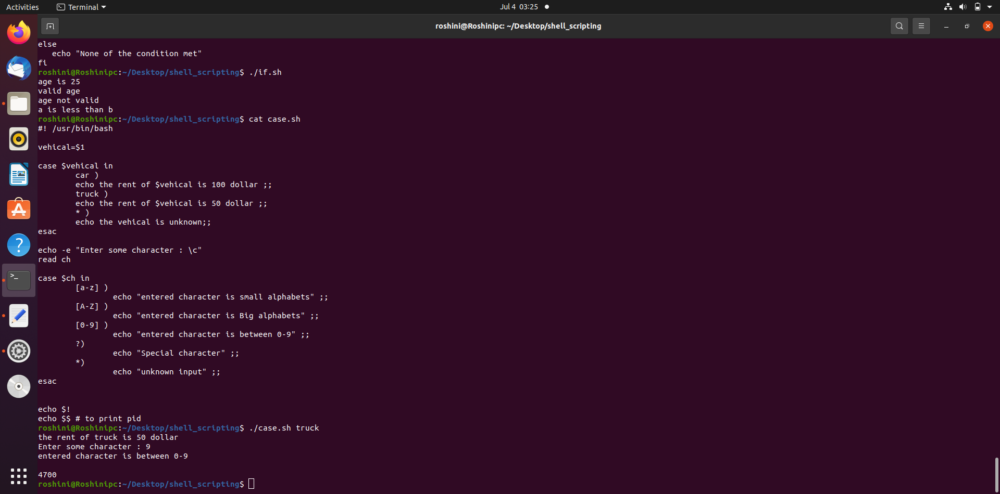 Activities
Terminal
Jul 4 03:25
roshini@Roshinipc: ~/Desktop/shell_scripting
else
   echo "None of the condition met"
fi
roshini@Roshinipc:~/Desktop/shell_scripting$ ./if.sh
age is 25
valid age
age not valid
a is less than b
roshini@Roshinipc:~/Desktop/shell_scripting$ cat case.sh
#! /usr/bin/bash

vehical=$1

case $vehical in
        car )
        echo the rent of $vehical is 100 dollar ;;
        truck )
        echo the rent of $vehical is 50 dollar ;;
        * )
        echo the vehical is unknown;;
esac

echo -e "Enter some character : \c"
read ch

case $ch in
        [a-z] )
                echo "entered character is small alphabets" ;;
        [A-Z] )
                echo "entered character is Big alphabets" ;;
        [0-9] )
                echo "entered character is between 0-9" ;;
        ?)
                echo "Special character" ;;
        *)
                echo "unknown input" ;;
esac


echo $!
echo $$ # to print pid
roshini@Roshinipc:~/Desktop/shell_scripting$ ./case.sh truck
the rent of truck is 50 dollar
Enter some character : 9
entered character is between 0-9

4700
roshini@Roshinipc:~/Desktop/shell_scripting$